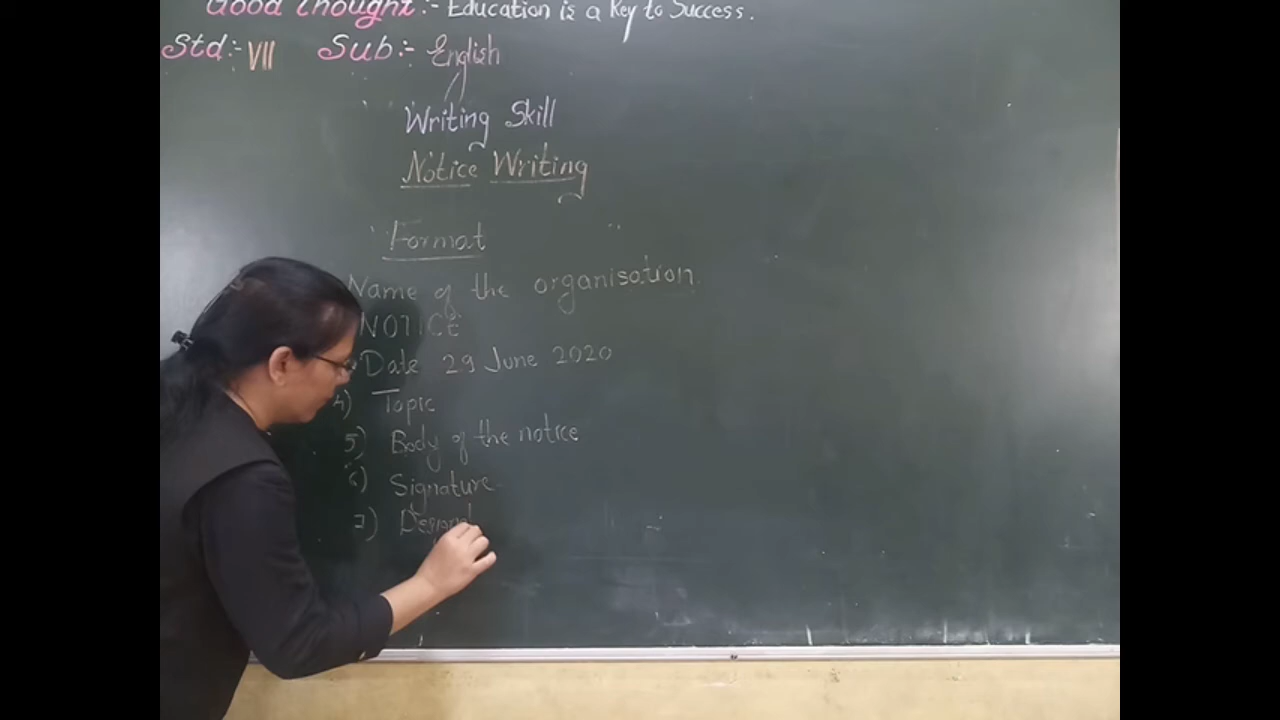 Good Thought:- Education is a Key to Success.
Std:- VII Sub:- English
Writing Skill
Notice Writing
Format
Name of the organisation.
NOTICE
Date 29 June 2020
4) Topic
5) Body of the notice
6) Signature
7)